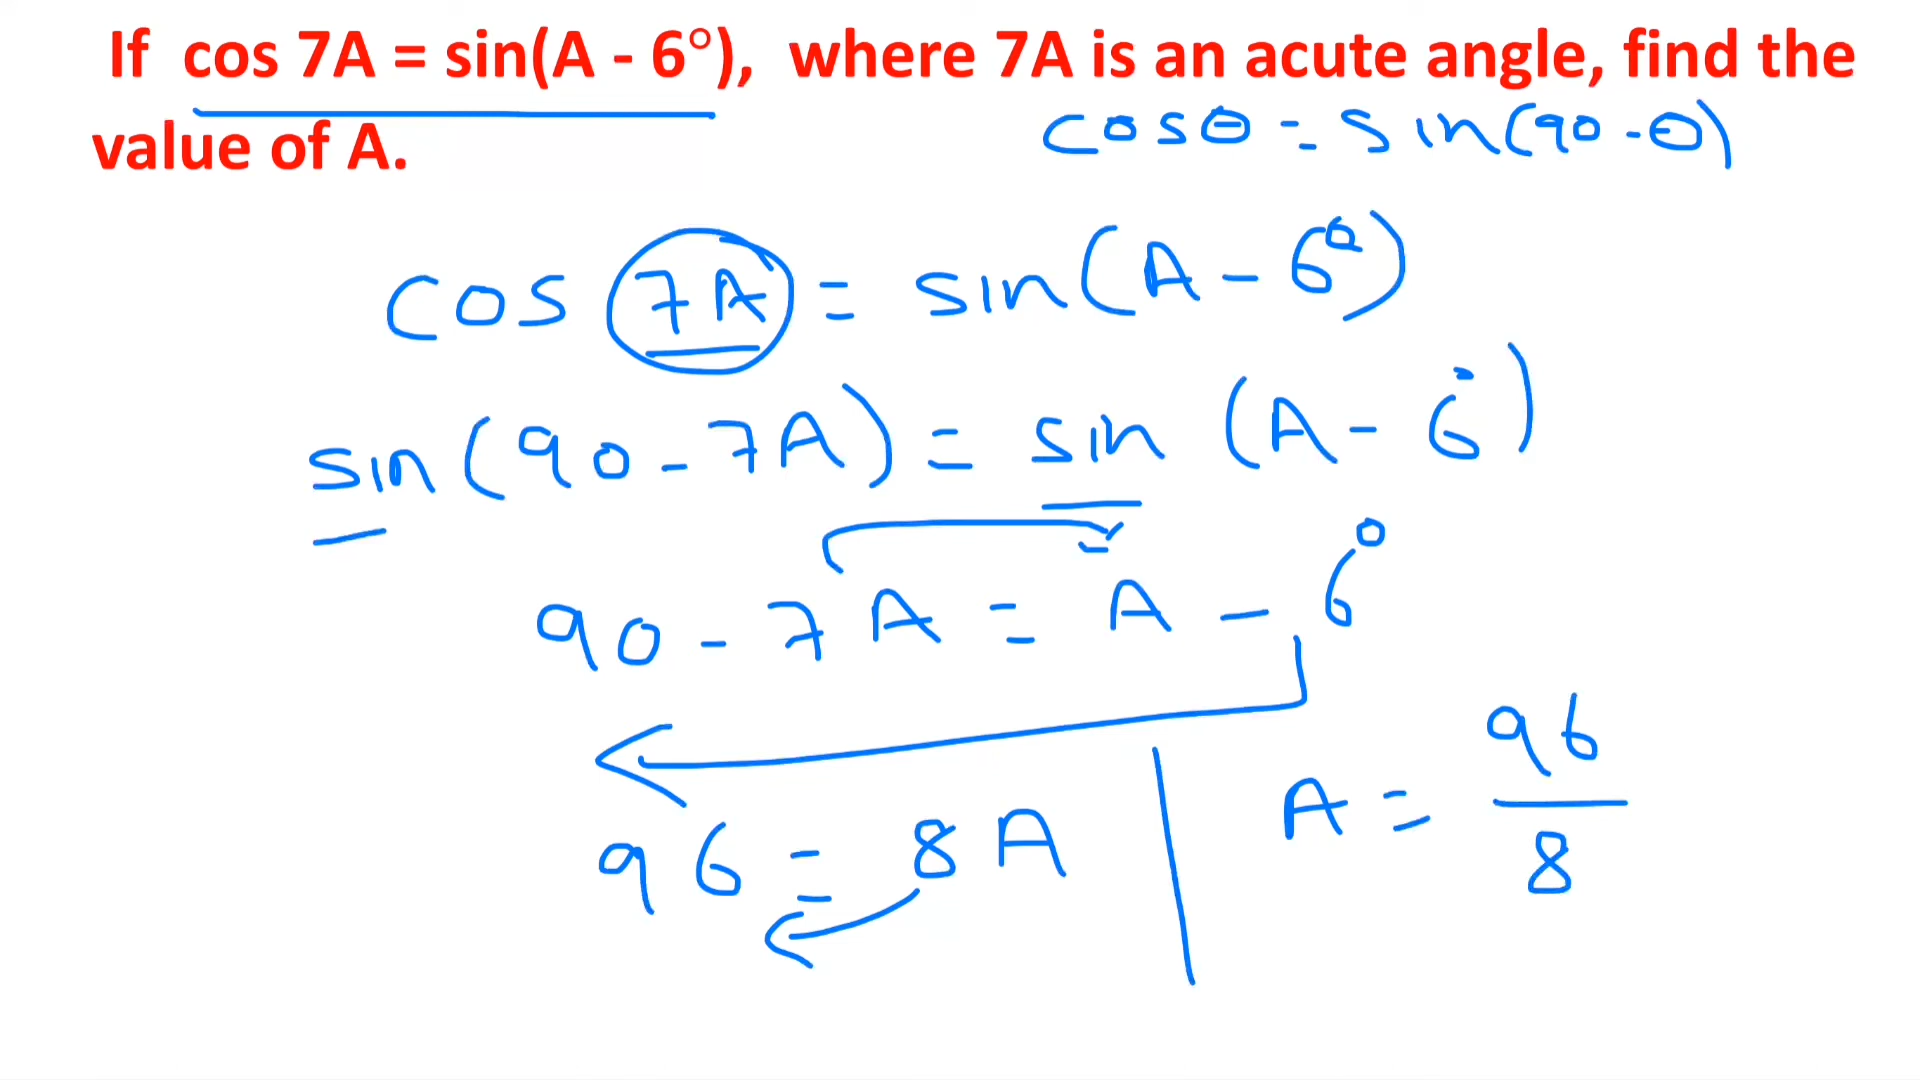 If cos 7A = sin(A - 6°), where 7A is an acute angle, find the
value of A.
cosθ = sin(90 - θ)
cos 7A = sin(A - 6°)
sin(90 - 7A) = sin (A - 6°)
90 - 7A = A - 6°
96 = 8A
A = 96/8